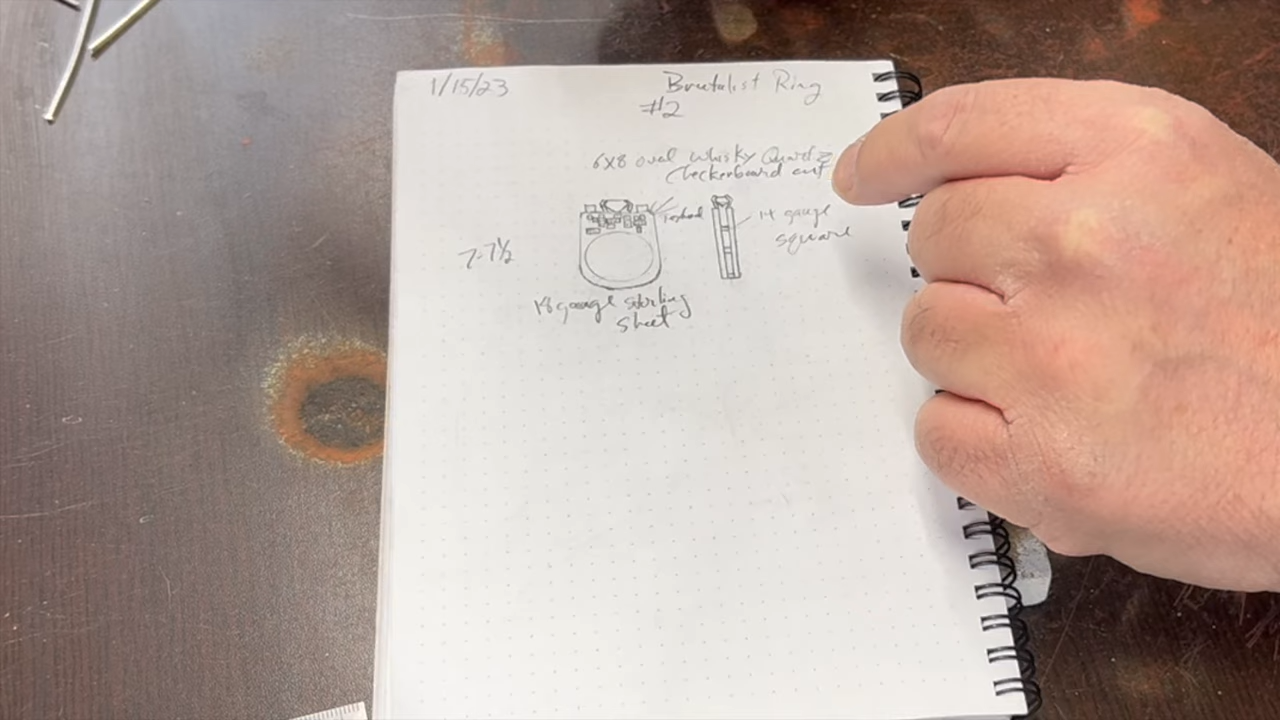 1/15/23
Brutalist Ring
#2
6x8 oval Whisky Quartz
Checkerboard cut
14 gauge
square
7-7½
18 gauge sterling
sheet